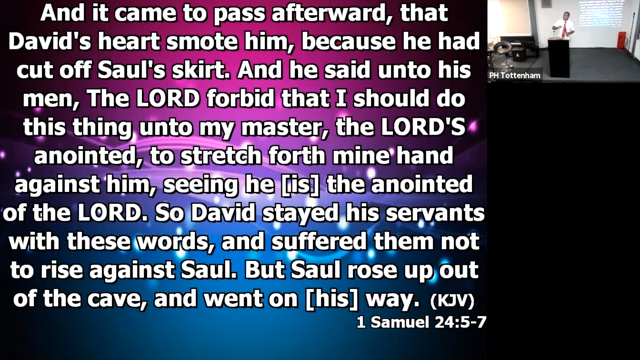 And it came to pass afterward, that
David's heart smote him, because he had
cut off Saul's skirt. And he said unto his
men, The LORD forbid that I should do
this thing unto my master, the LORD'S
anointed, to stretch forth mine hand
against him, seeing he [is] the anointed
of the LORD. So David stayed his servants
with these words, and suffered them not
to rise against Saul. But Saul rose up out
of the cave, and went on [his] way. (KJV)
1 Samuel 24:5-7
PH Tottenham